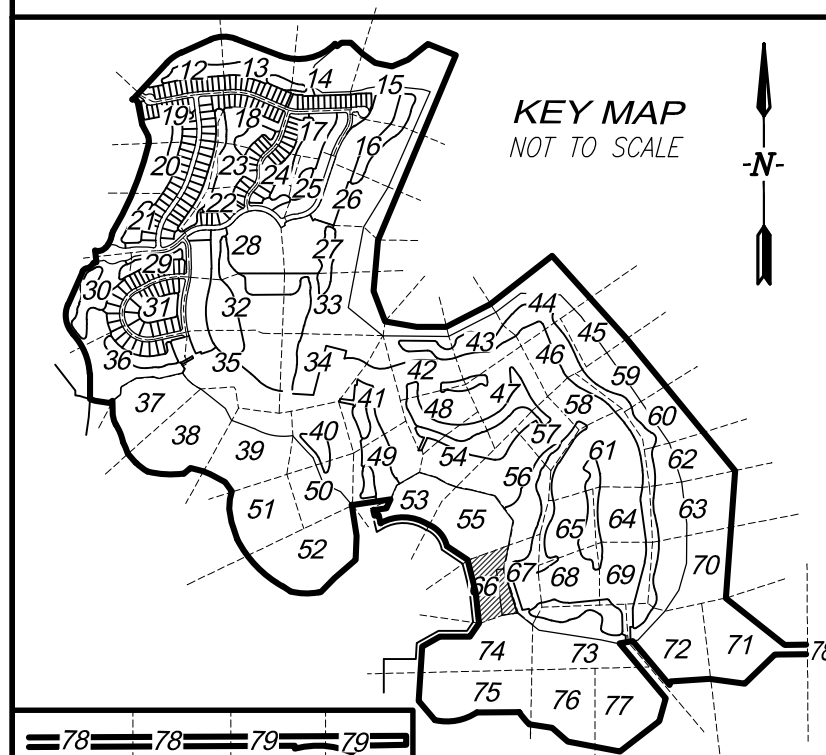 KEY MAP
NOT TO SCALE
-N-
12 13 14 15
19 18 17 16
20 23 24 25 26
21 22
28 27
29
30 31 32 33
36 35 34
37 41 42 43 44 45
46 59
38 39 40 48 47 58 60
49 54 57 61 62
50 56
51 53 55 65 64 63
52
66 67 68 69 70
74 73 72 71 78
75 76 77
78 78 79 79